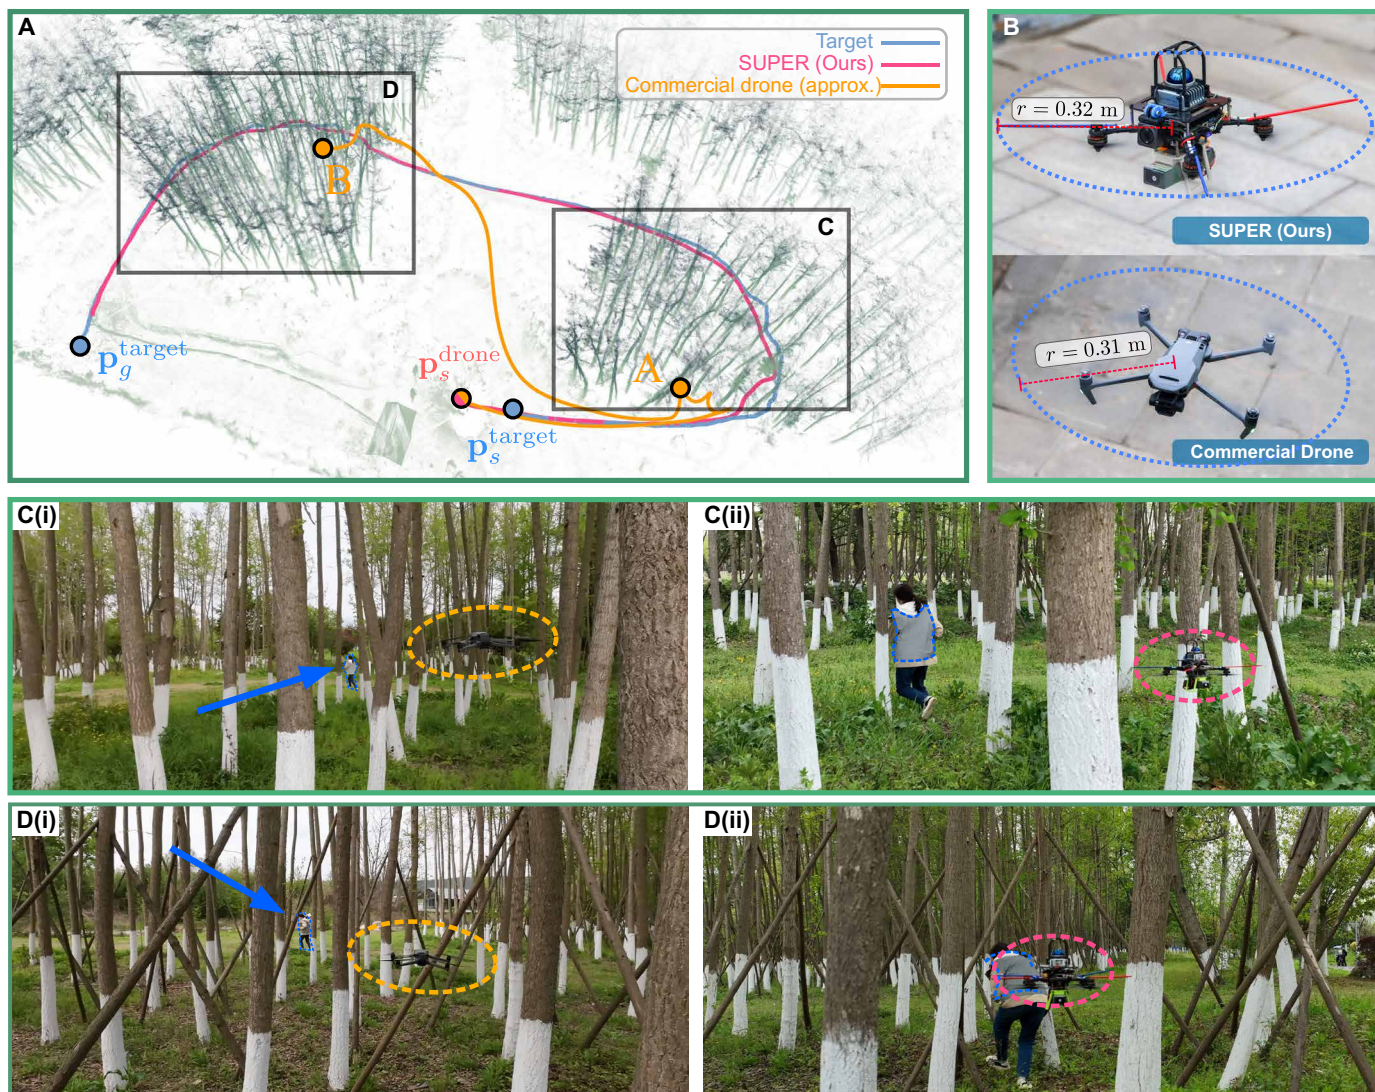 A
Target
SUPER (Ours)
Commercial drone (approx.)
D
B
C
A
p_g^target
p_s^drone
p_s^target
B
r = 0.32 m
SUPER (Ours)
r = 0.31 m
Commercial Drone
C(i)
C(ii)
D(i)
D(ii)